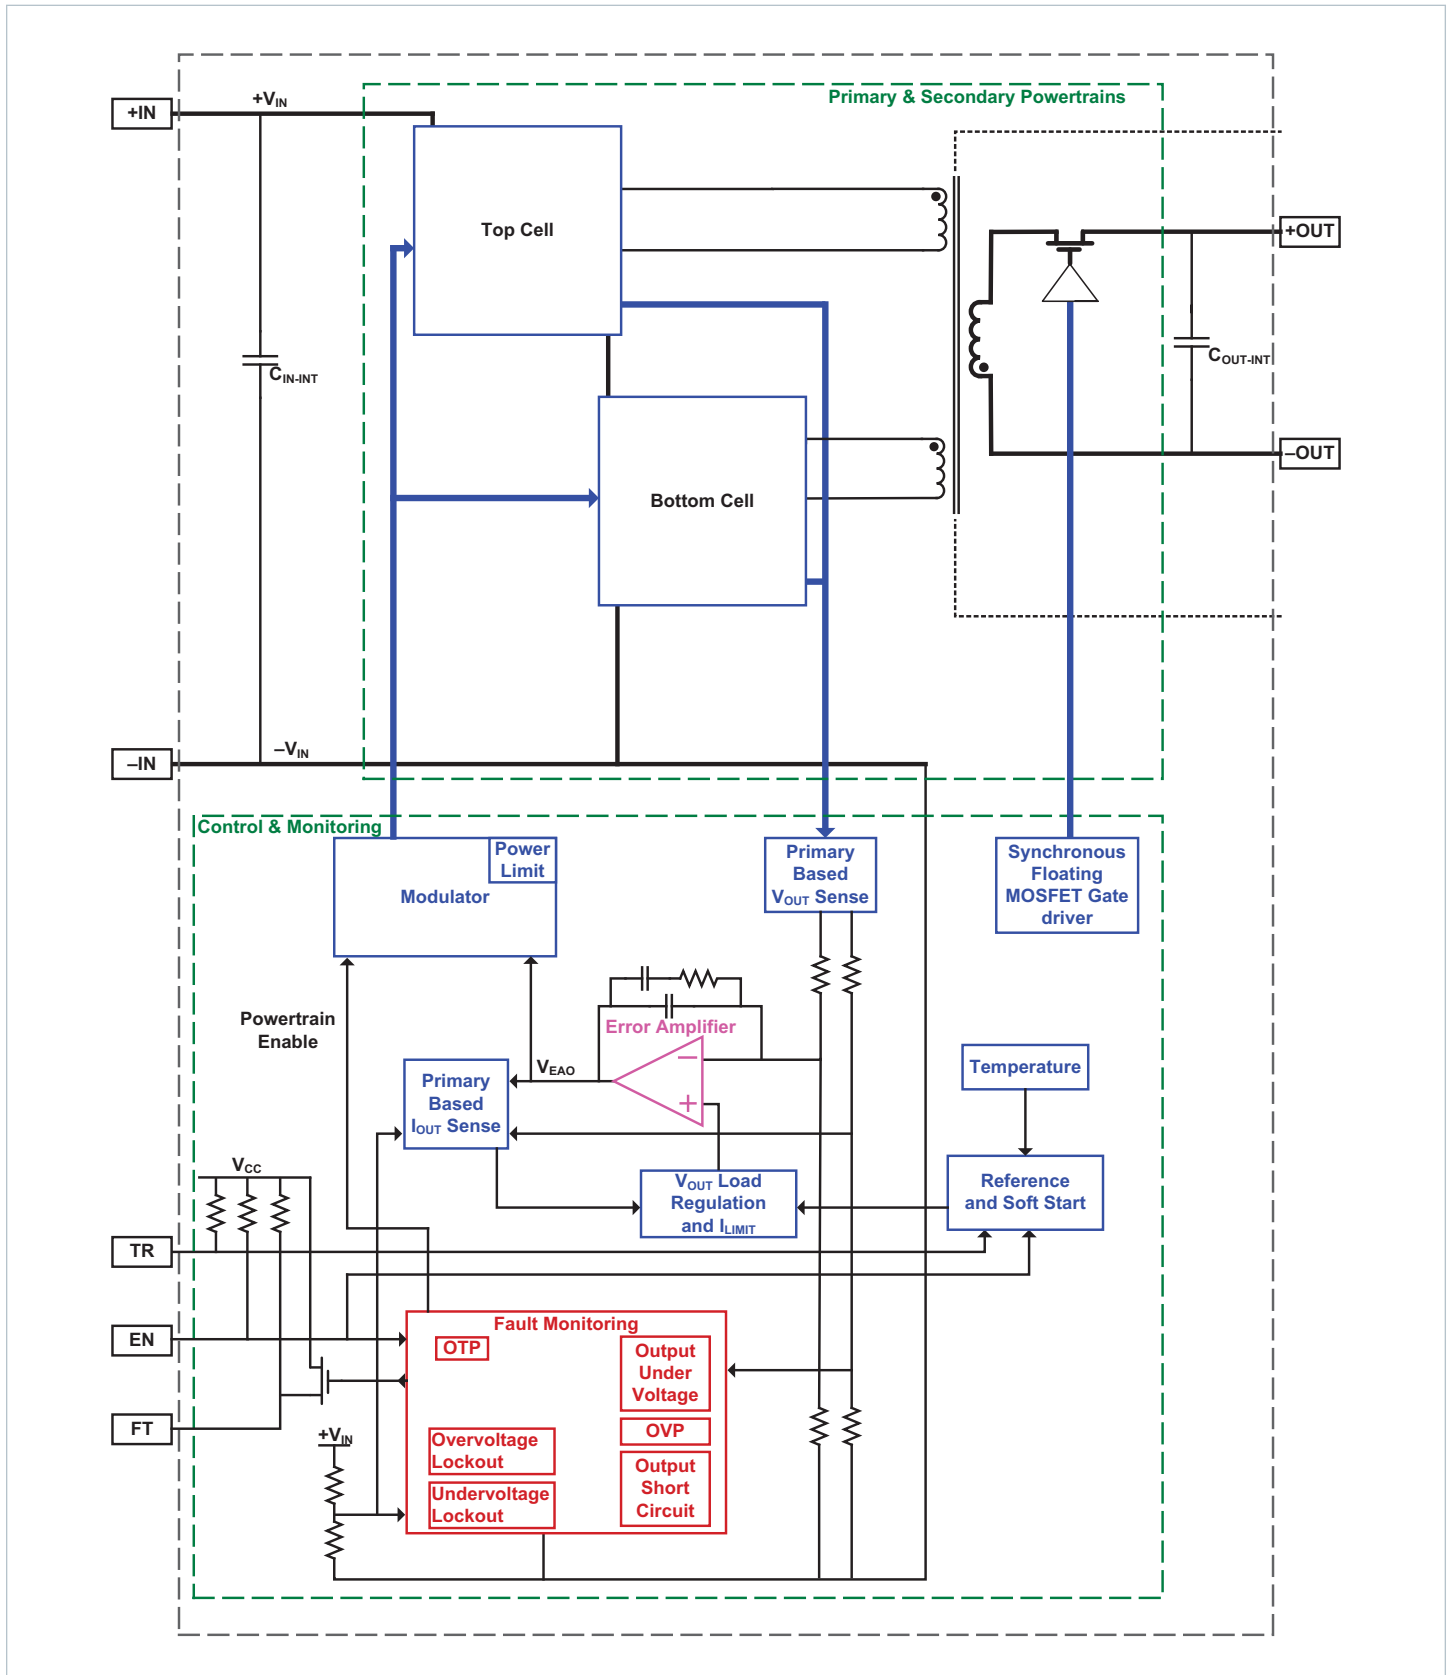 Primary & Secondary Powertrains
+IN
+VIN
Top Cell
+OUT
COUT-INT
CIN-INT
–OUT
Bottom Cell
–VIN
–IN
Control & Monitoring
Power
Limit
Modulator
Primary
Based
VOUT Sense
Synchronous
Floating
MOSFET Gate
driver
Powertrain
Enable
Error Amplifier
–
+
VEAO
Primary
Based
IOUT Sense
Temperature
VCC
VOUT Load
Regulation
and ILIMIT
Reference
and Soft Start
TR
EN
FT
Fault Monitoring
OTP
Output
Under
Voltage
OVP
Output
Short
Circuit
Overvoltage
Lockout
Undervoltage
Lockout
+VIN